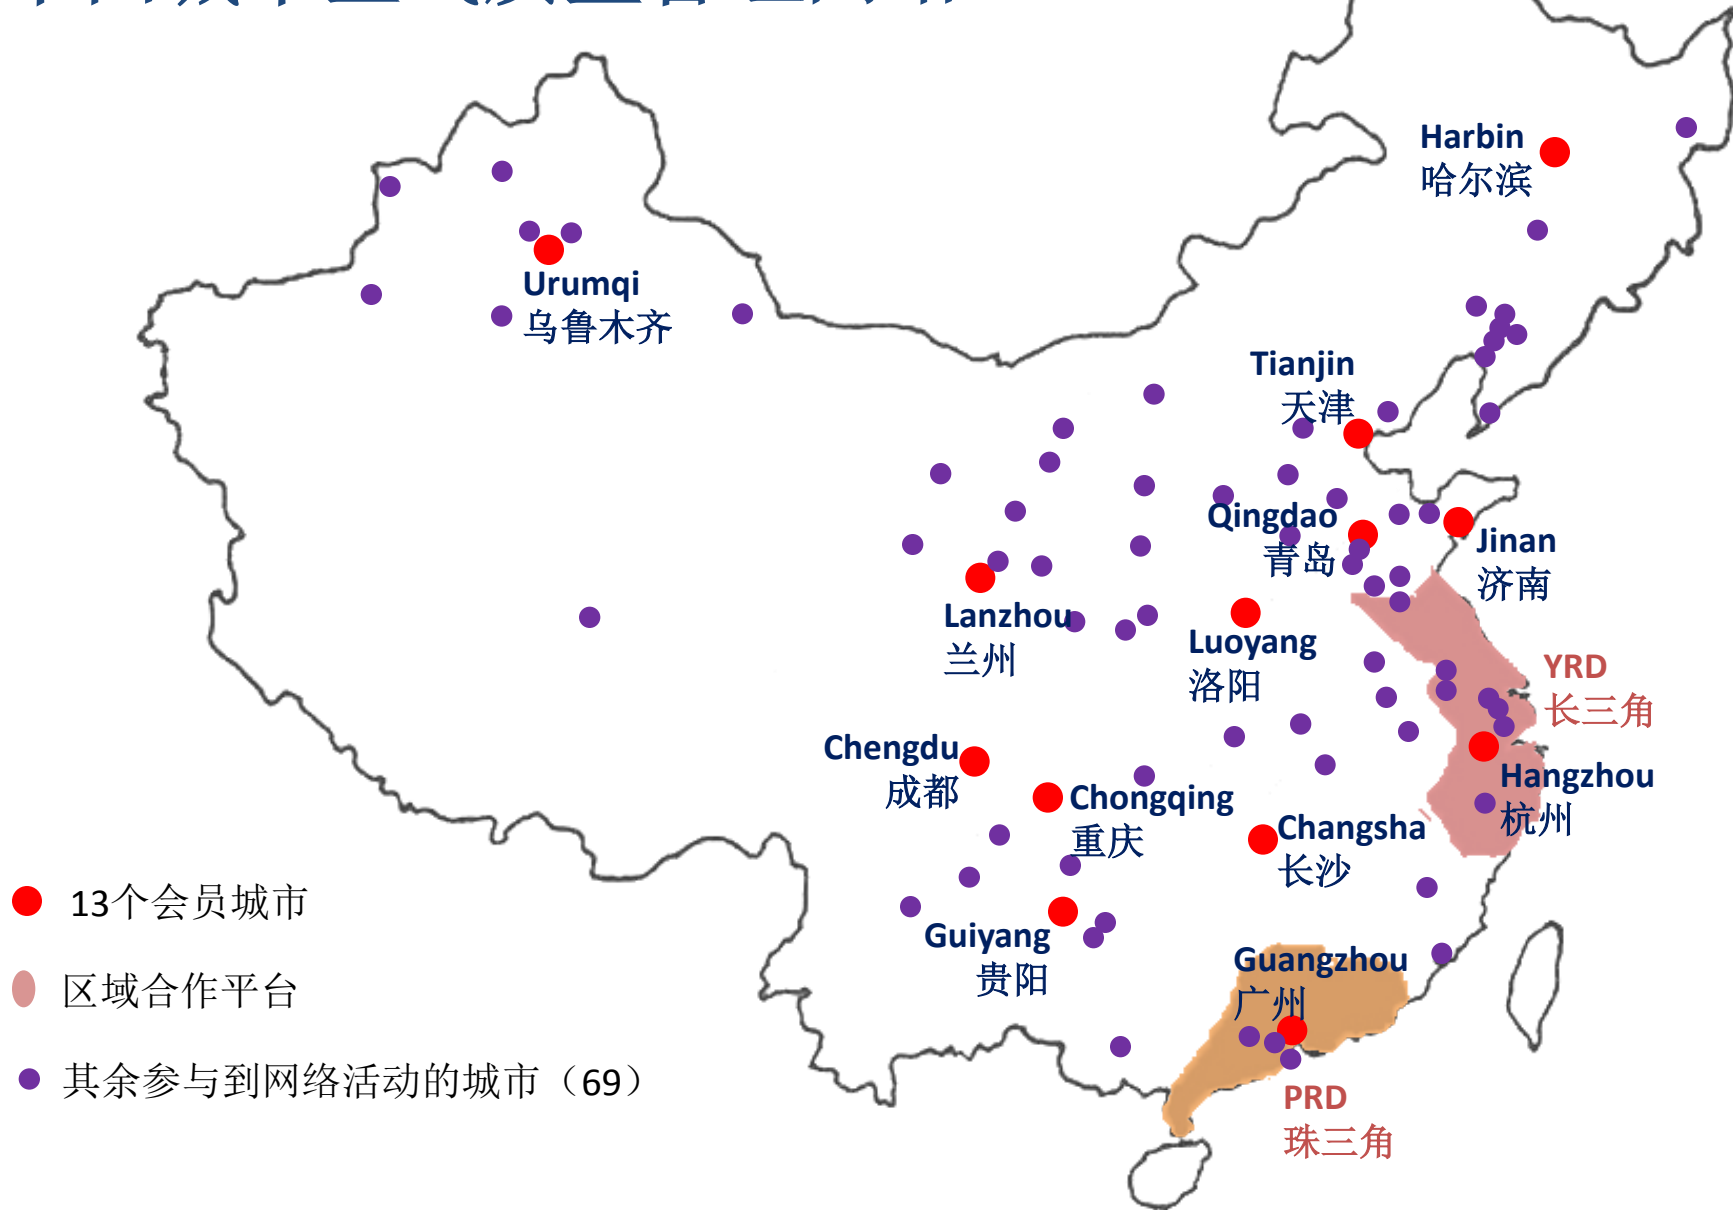 Harbin
哈尔滨
Urumqi
乌鲁木齐
Tianjin
天津
Qingdao
青岛
Jinan
济南
Lanzhou
兰州
Luoyang
洛阳
YRD
长三角
Chengdu
成都
Chongqing
重庆
Hangzhou
杭州
Changsha
长沙
13个会员城市
Guiyang
贵阳
Guangzhou
广州
区域合作平台
其余参与到网络活动的城市（69）
PRD
珠三角